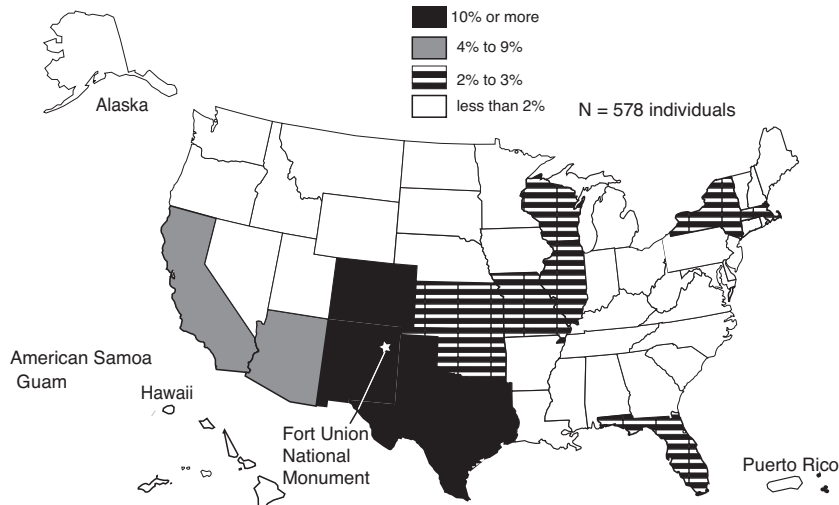 10% or more
4% to 9%
2% to 3%
less than 2%
N = 578 individuals
Alaska
American Samoa
Guam
Hawaii
Fort Union
National
Monument
Puerto Rico